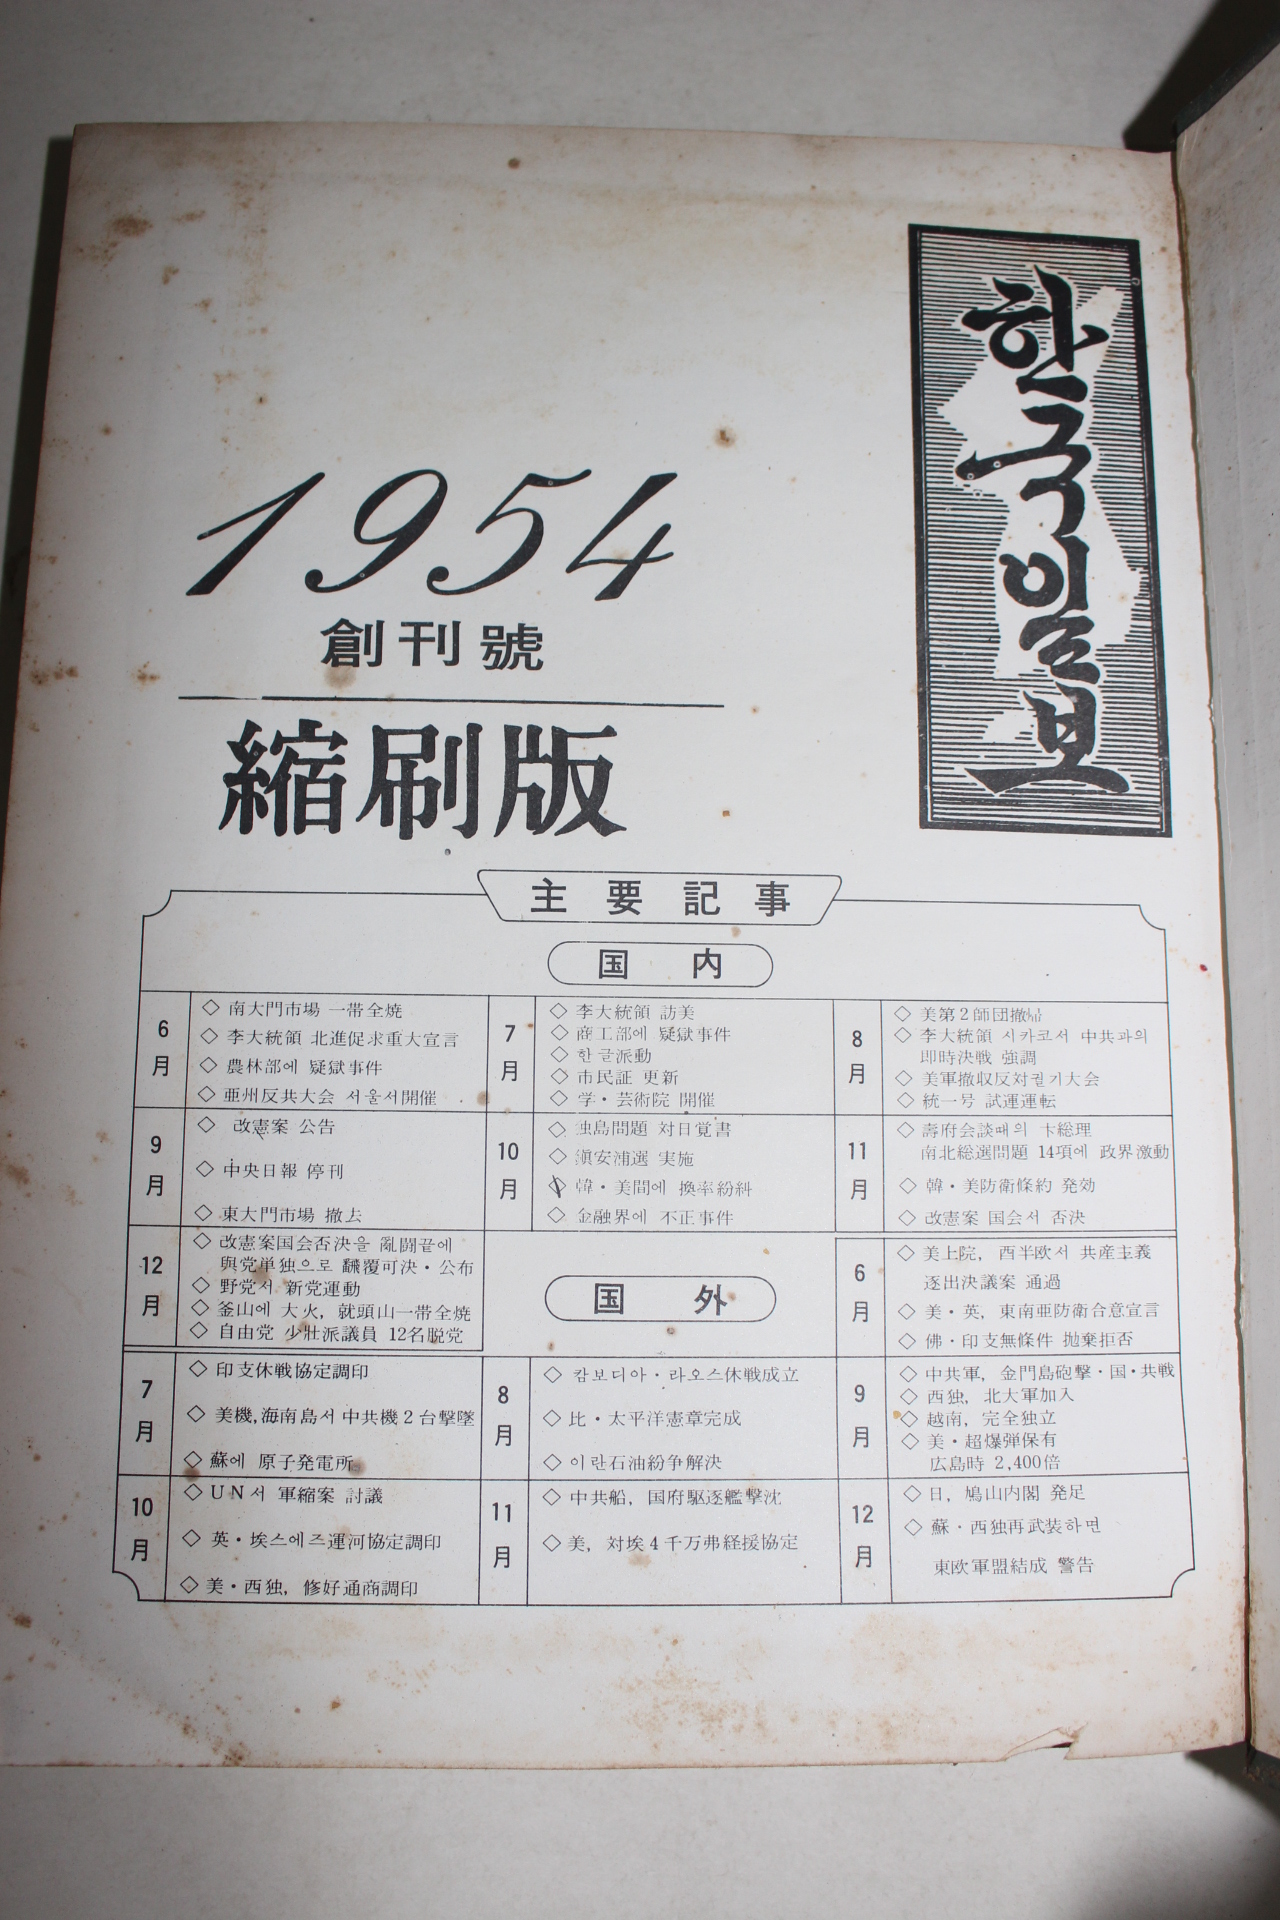 한국일보
1954
創刊號
縮刷版
主要記事
国内
6月
◇ 南大門市場 一帯全焼
◇ 李大統領 北進促求重大宣言
◇ 農林部에 疑獄事件
◇ 亜州反共大会 서울서開催
7月
◇ 李大統領 訪美
◇ 商工部에 疑獄事件
◇ 한글派動
◇ 市民証 更新
◇ 学・芸術院 開催
8月
◇ 美第2師団撤帰
◇ 李大統領 시카코서 中共과의
即時決戦 強調
◇ 美軍撤収反対궐기大会
◇ 統一号 試運運転
9月
◇ 改憲案 公告
◇ 中央日報 停刊
◇ 東大門市場 撤去
10月
◇ 独島問題 対日覚書
◇ 鎭安浦選 実施
◇ 韓・美間에 換率紛糾
◇ 金融界에 不正事件
11月
◇ 壽府会談때의 卞総理
南北総選問題 14項에 政界激動
◇ 韓・美防衛條約 発効
◇ 改憲案 国会서 否決
12月
◇ 改憲案国会否決을 亂闘끝에
與党単独으로 飜覆可決・公布
◇ 野党서 新党運動
◇ 釜山에 大火, 就頭山一帯全焼
◇ 自由党 少壯派議員 12名脱党
国外
6月
◇ 美上院, 西半欧서 共産主義
逐出決議案 通過
◇ 美・英, 東南亜防衛合意宣言
◇ 佛・印支無條件 抛棄拒否
7月
◇ 印支休戦協定調印
◇ 美機,海南島서 中共機2台撃墜
◇ 蘇에 原子発電所
8月
◇ 캄보디아・라오스休戦成立
◇ 比・太平洋憲章完成
◇ 이란石油紛争解決
9月
◇ 中共軍, 金門島砲撃・国・共戦
◇ 西独, 北大軍加入
◇ 越南, 完全独立
◇ 美・超爆弾保有
広島時 2,400倍
10月
◇ UN서 軍縮案 討議
◇ 英・埃스에즈運河協定調印
◇ 美・西独, 修好通商調印
11月
◇ 中共船, 国府駆逐艦撃沈
◇ 美, 対埃4千万弗経援協定
12月
◇ 日, 鳩山内閣 発足
◇ 蘇・西独再武装하면
東欧軍盟結成 警告